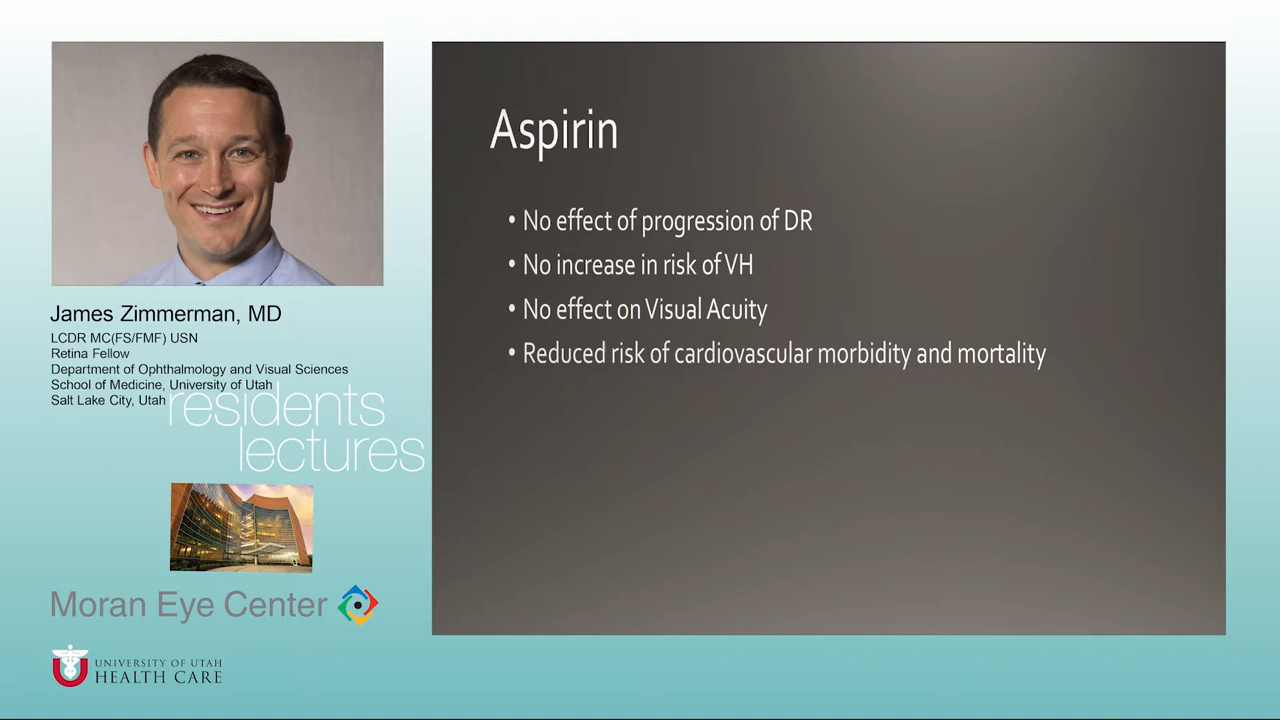 James Zimmerman, MD
LCDR MC(FS/FMF) USN
Retina Fellow
Department of Ophthalmology and Visual Sciences
School of Medicine, University of Utah
Salt Lake City, Utah
residents
lectures
Moran Eye Center
UNIVERSITY OF UTAH
HEALTH CARE
Aspirin
• No effect of progression of DR
• No increase in risk of VH
• No effect on Visual Acuity
• Reduced risk of cardiovascular morbidity and mortality